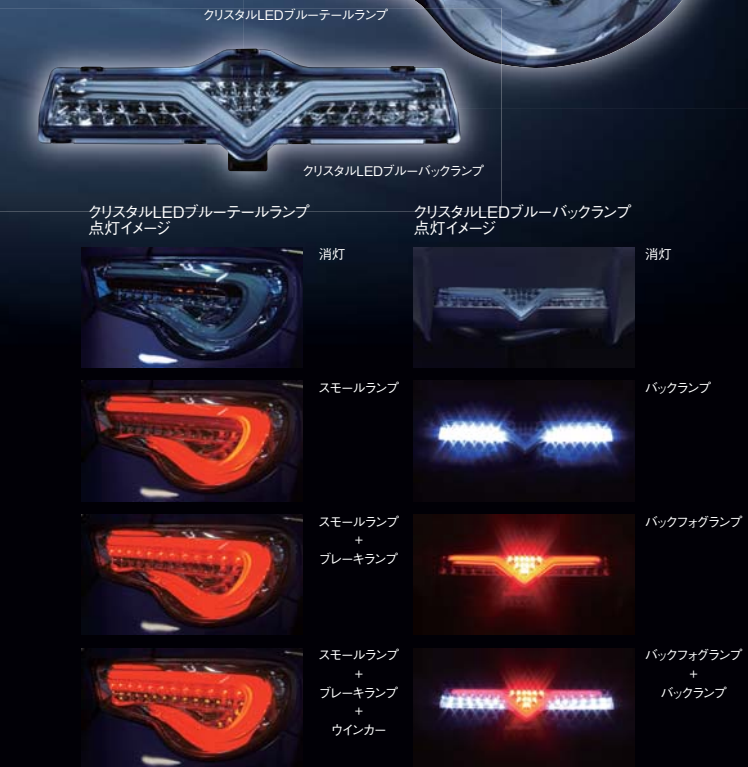 クリスタルLEDブルーテールランプ
クリスタルLEDブルーバックランプ
クリスタルLEDブルーテールランプ
点灯イメージ
消灯
スモールランプ
スモールランプ
+
ブレーキランプ
スモールランプ
+
ブレーキランプ
+
ウインカー
クリスタルLEDブルーバックランプ
点灯イメージ
消灯
バックランプ
バックフォグランプ
バックフォグランプ
+
バックランプ